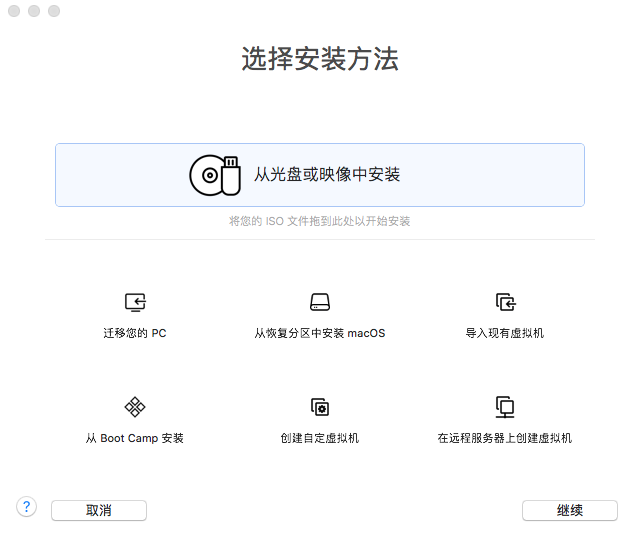 选择安装方法
从光盘或映像中安装
将您的 ISO 文件拖到此处以开始安装
迁移您的 PC
从恢复分区中安装 macOS
导入现有虚拟机
从 Boot Camp 安装
创建自定虚拟机
在远程服务器上创建虚拟机
?
取消
继续